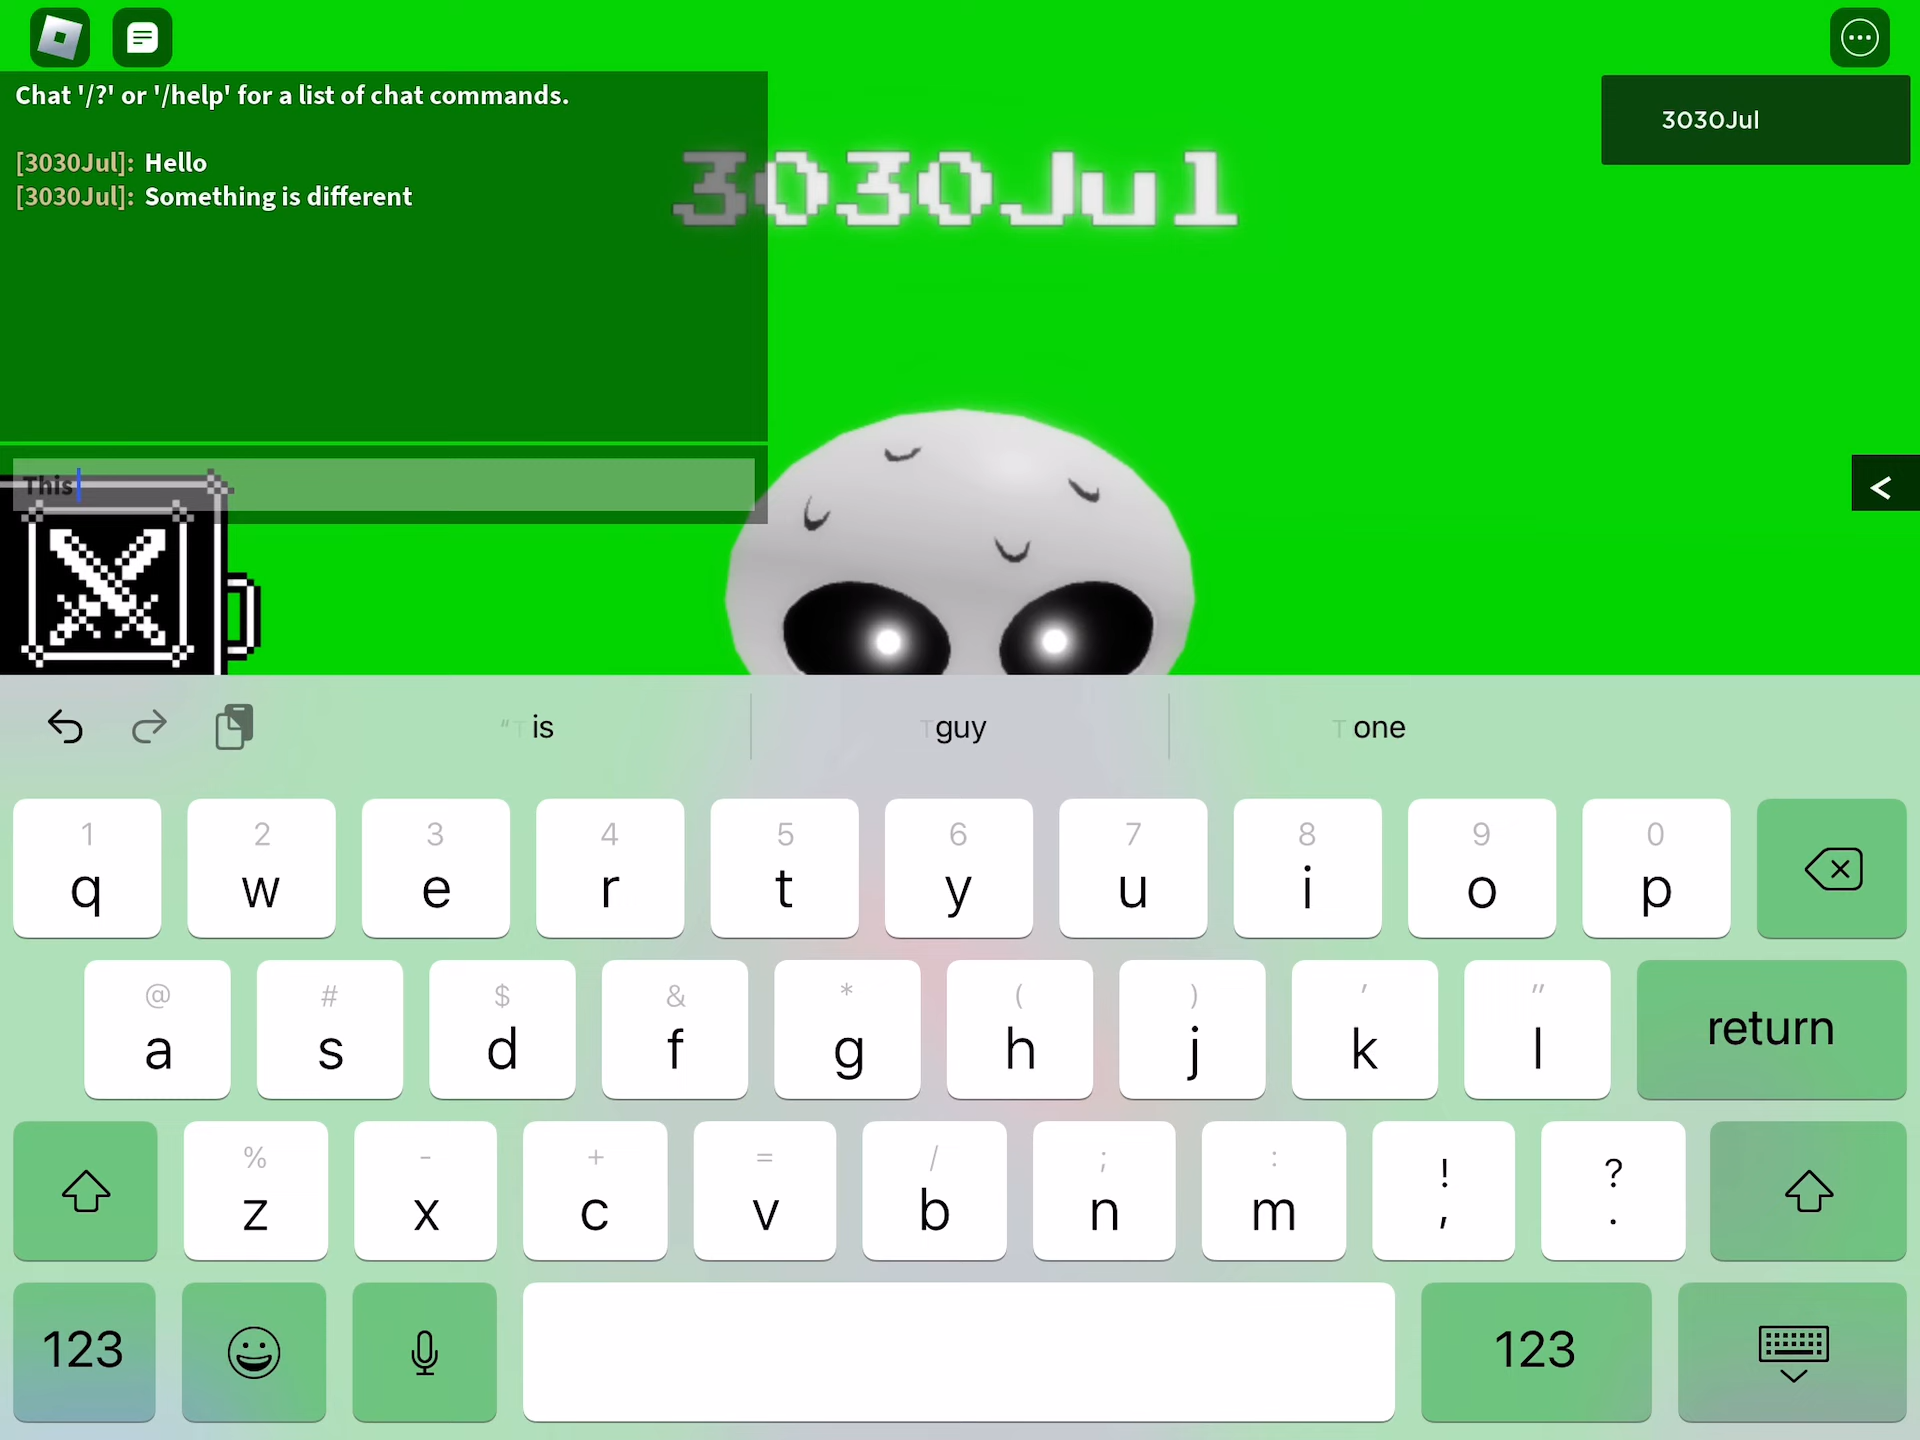 Chat '/?' or '/help' for a list of chat commands.
3030Jul
[3030Jul]: Hello
[3030Jul]: Something is different
3030Jul
This
<
"T is
T guy
T one
1 2 3 4 5 6 7 8 9 0
q w e r t y u i o p
@ # $ & * ( ) ' "
a s d f g h j k l return
% - + = / ; : ! ?
z x c v b n m , .
123 123